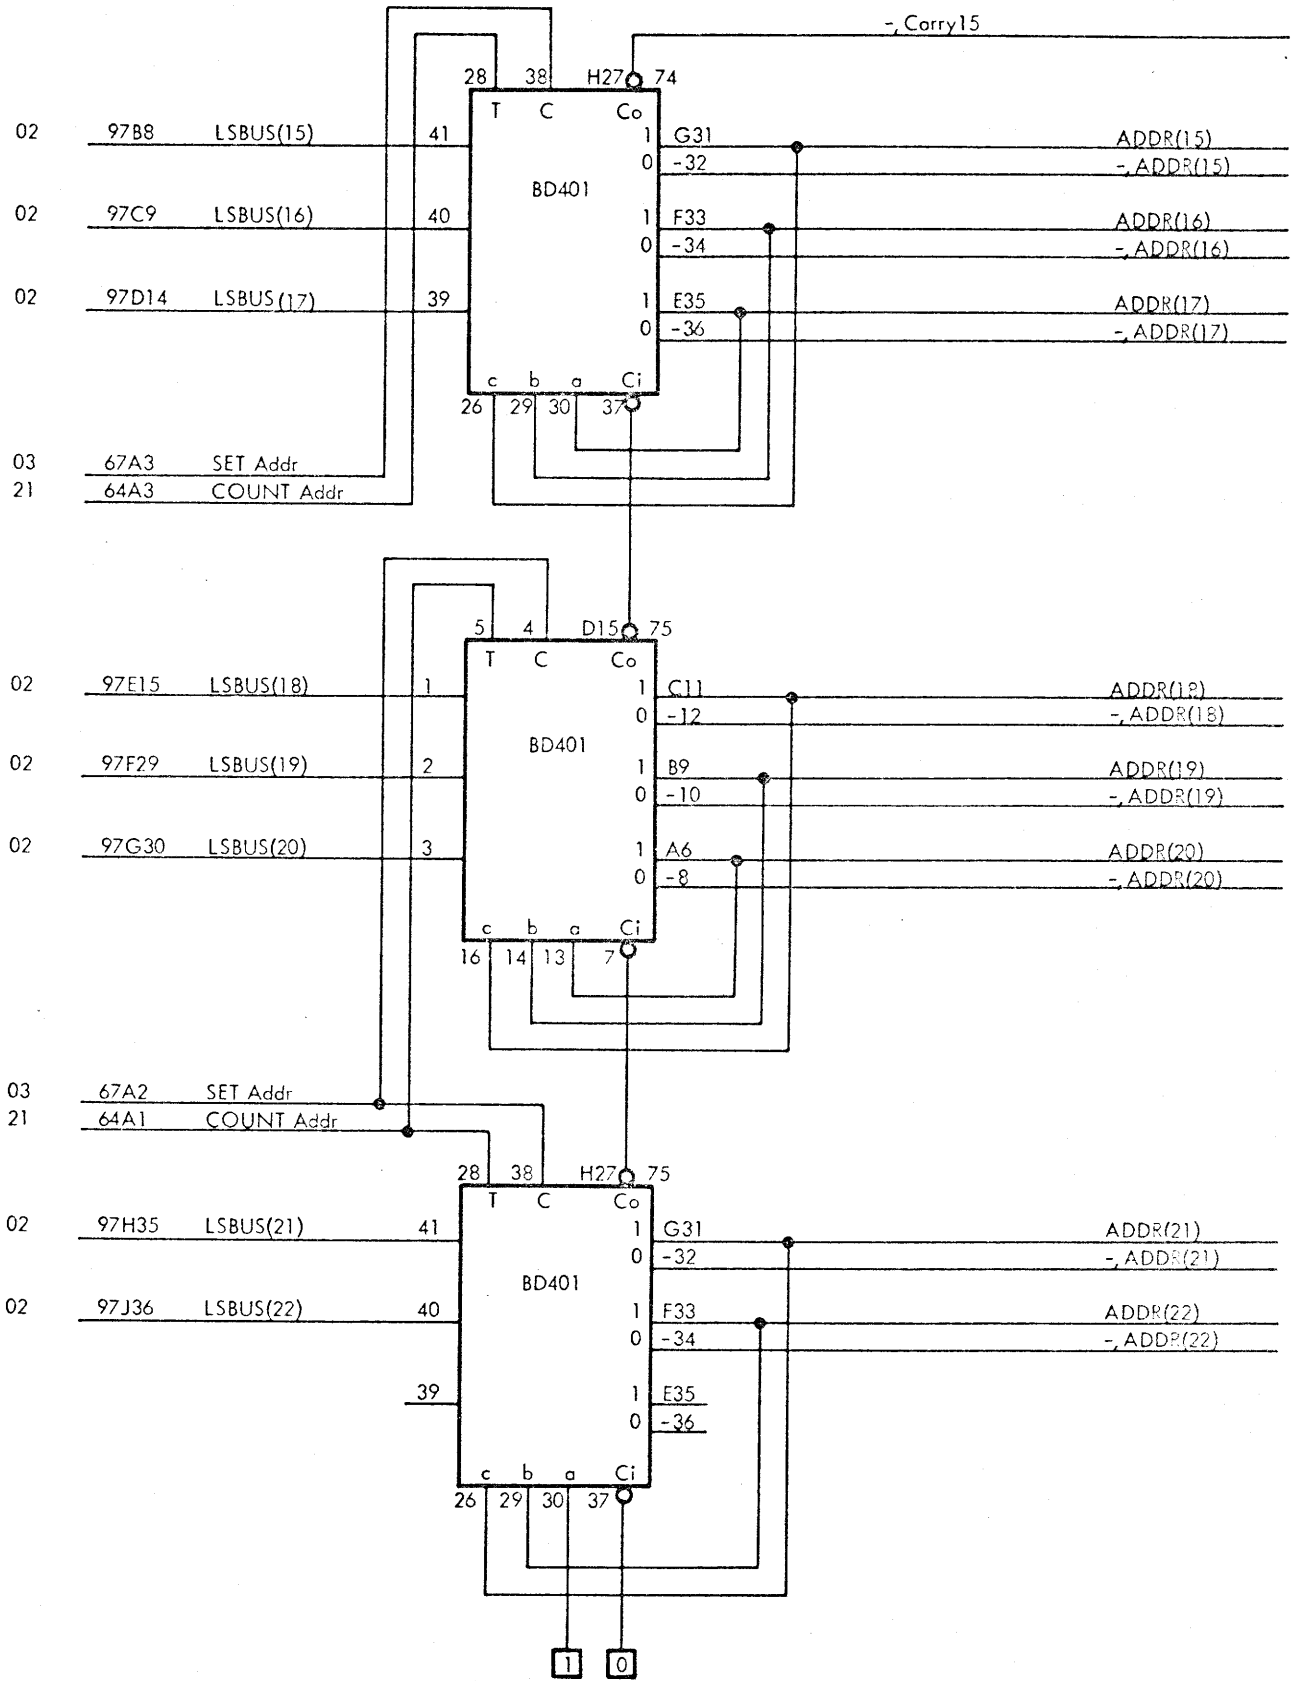 -, Carry15
28 38 H27 74
T C Co
02 97B8 LSBUS(15) 41 1 G31 ADDR(15)
0 -32 -, ADDR(15)
BD401
02 97C9 LSBUS(16) 40 1 F33 ADDR(16)
0 -34 -, ADDR(16)
02 97D14 LSBUS(17) 39 1 E35 ADDR(17)
0 -36 -, ADDR(17)
c b a Ci
26 29 30 37
03 67A3 SET Addr
21 64A3 COUNT Addr
5 4 D15 75
T C Co
02 97E15 LSBUS(18) 1 1 C11 ADDR(18)
0 -12 -, ADDR(18)
BD401
02 97F29 LSBUS(19) 2 1 B9 ADDR(19)
0 -10 -, ADDR(19)
02 97G30 LSBUS(20) 3 1 A6 ADDR(20)
0 -8 -, ADDR(20)
c b a Ci
16 14 13 7
03 67A2 SET Addr
21 64A1 COUNT Addr
28 38 H27 75
T C Co
02 97H35 LSBUS(21) 41 1 G31 ADDR(21)
0 -32 -, ADDR(21)
BD401
02 97J36 LSBUS(22) 40 1 F33 ADDR(22)
0 -34 -, ADDR(22)
39 1 E35
0 -36
c b a Ci
26 29 30 37
1 0